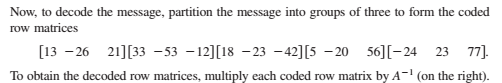 Now, to decode the message, partition the message into groups of three to form the coded
row matrices
[13 −26 21][33 −53 −12][18 −23 −42][5 −20 56][−24 23 77].
To obtain the decoded row matrices, multiply each coded row matrix by A⁻¹ (on the right).